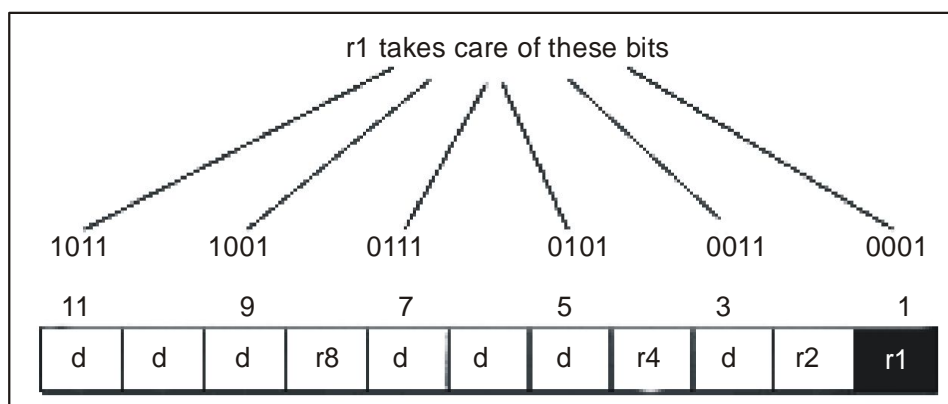 r1 takes care of these bits
1011 1001 0111 0101 0011 0001
11 9 7 5 3 1
d d d r8 d d d r4 d r2 r1